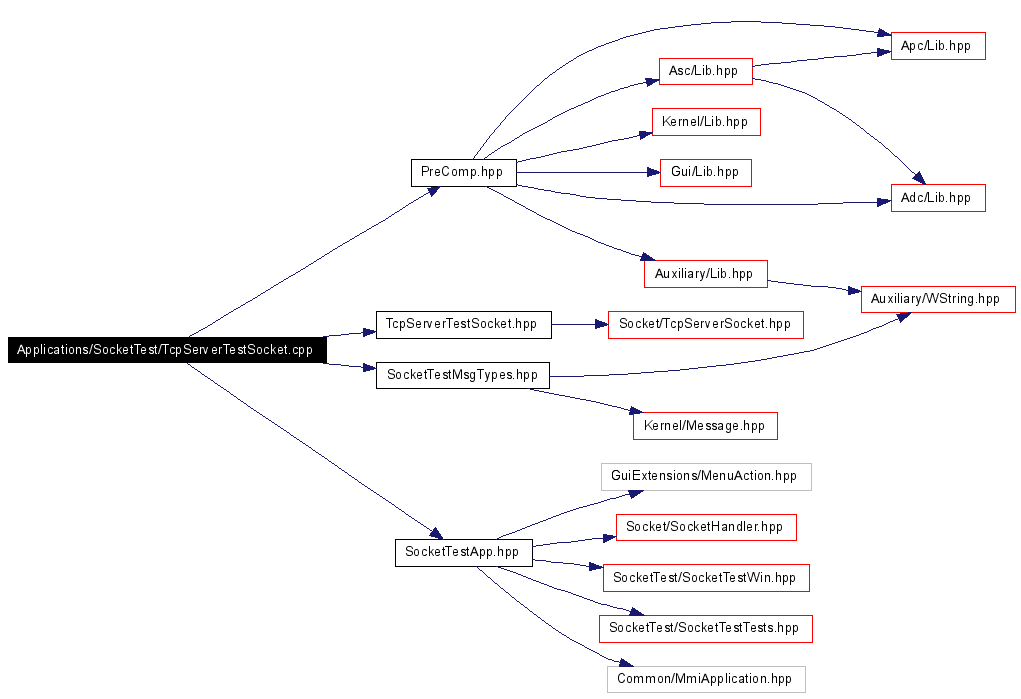 Apc/Lib.hpp
Asc/Lib.hpp
Kernel/Lib.hpp
PreComp.hpp
Gui/Lib.hpp
Adc/Lib.hpp
Auxiliary/Lib.hpp
Auxiliary/WString.hpp
TcpServerTestSocket.hpp
Socket/TcpServerSocket.hpp
Applications/SocketTest/TcpServerTestSocket.cpp
SocketTestMsgTypes.hpp
Kernel/Message.hpp
GuiExtensions/MenuAction.hpp
Socket/SocketHandler.hpp
SocketTestApp.hpp
SocketTest/SocketTestWin.hpp
SocketTest/SocketTestTests.hpp
Common/MmiApplication.hpp